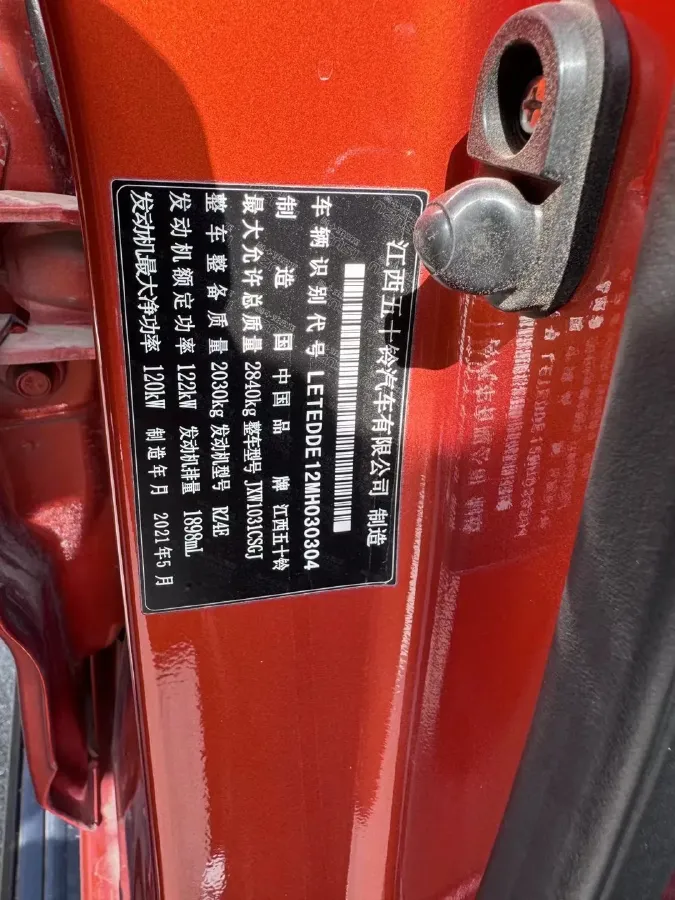 江西五十铃汽车有限公司 制造
车辆识别代号 LETEDDE12MH030304
制造国 中国 品牌 江西五十铃
最大允许总质量 2840kg 整车型号 JXW1031CSGT
整车整备质量 2030kg 发动机型号 RZ4E
发动机额定功率 122kW 发动机排量 1898mL
发动机最大净功率 120kW 制造年月 2021年5月